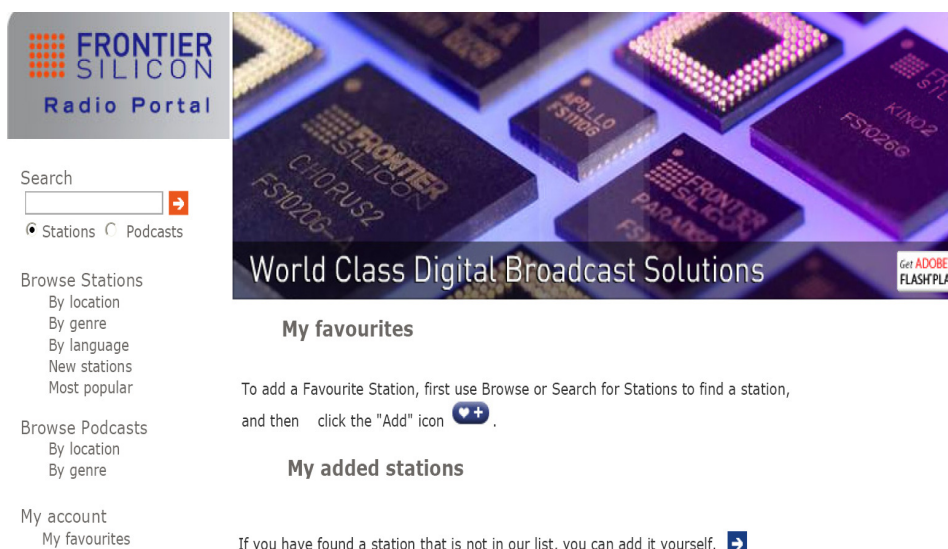 FRONTIER
SILICON
Radio Portal
Search
Stations
Podcasts
Browse Stations
By location
By genre
By language
New stations
Most popular
Browse Podcasts
By location
By genre
My account
My favourites
FRONTIER
SILICON
CHORUS2
FS1020G-A
APOLLO
FS1110G
FRONTIER
SILICON
PARADISO
KINO2
FS1026G
World Class Digital Broadcast Solutions
Get ADOBE
FLASH PLA
My favourites
To add a Favourite Station, first use Browse or Search for Stations to find a station,
and then click the "Add" icon .
My added stations
If you have found a station that is not in our list, you can add it yourself.